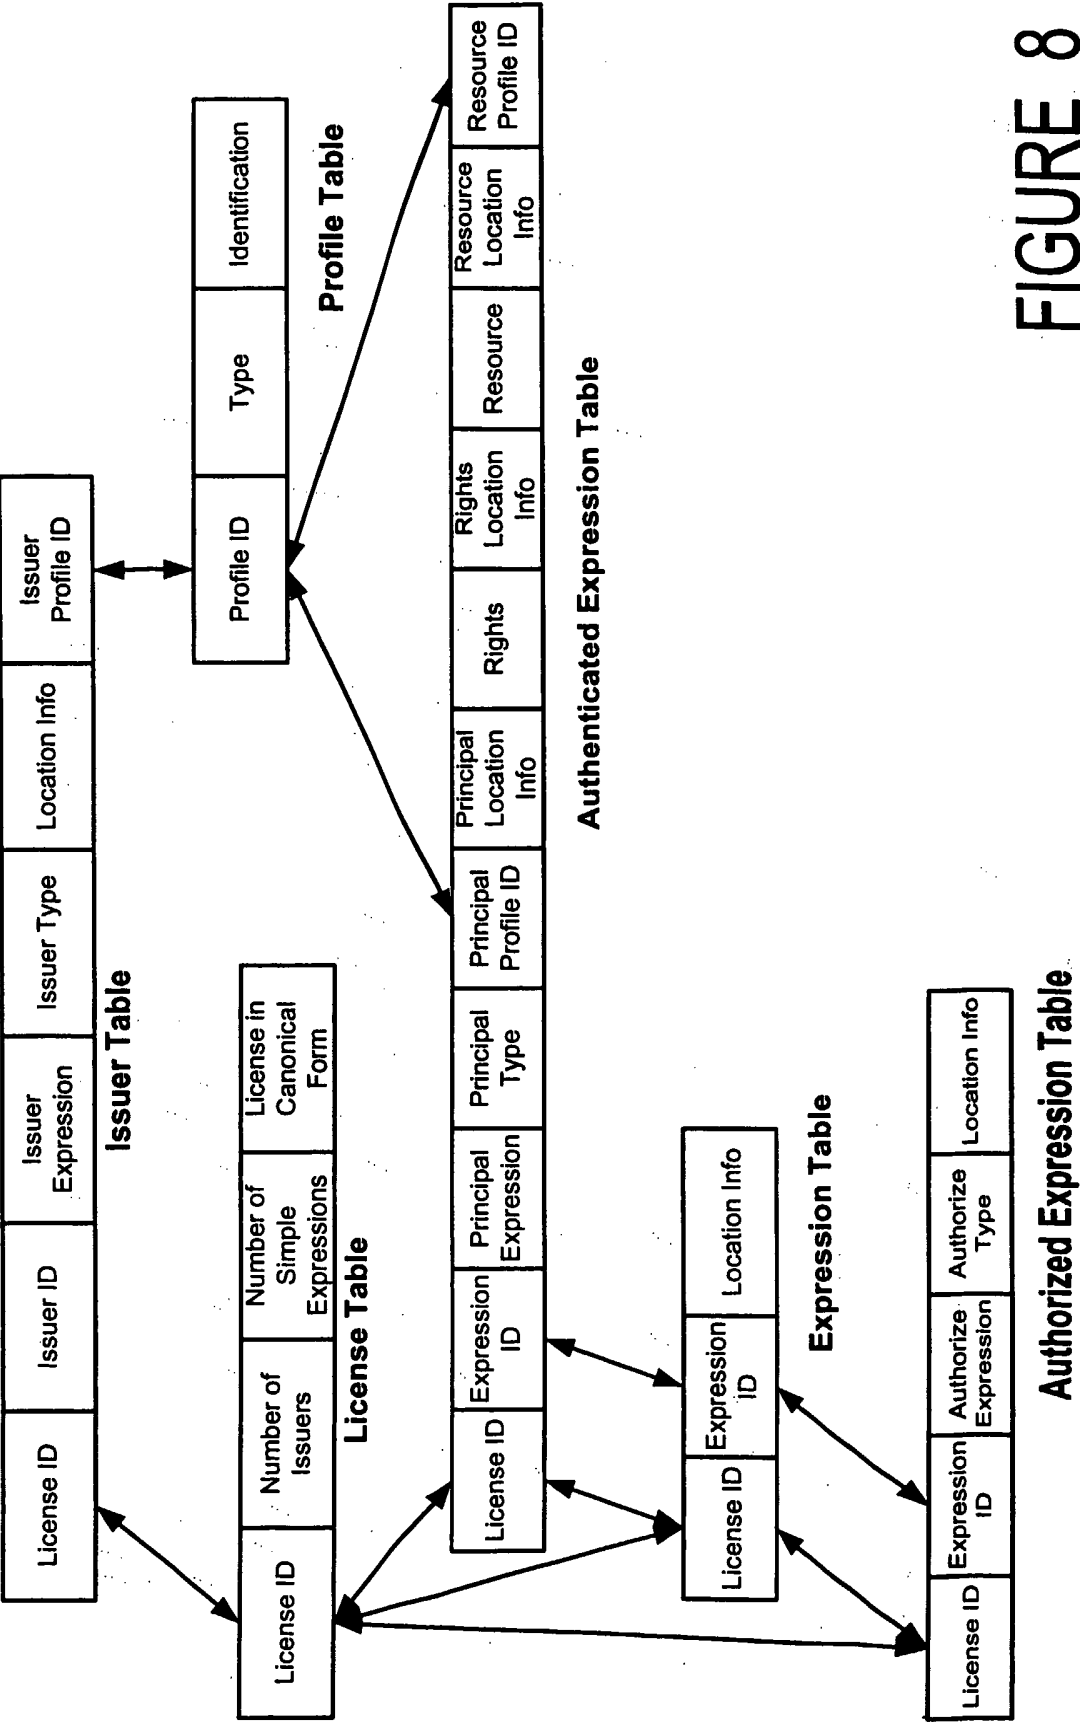 License ID
Issuer ID
Issuer
Expression
Issuer Type
Location Info
Issuer
Profile ID
Issuer Table
License ID
Number of
Issuers
Number of
Simple
Expressions
License in
Canonical
Form
License Table
Profile ID
Type
Identification
Profile Table
License ID
Expression
ID
Principal
Expression
Principal
Type
Principal
Profile ID
Principal
Location
Info
Rights
Rights
Location
Info
Resource
Resource
Location
Info
Resource
Profile ID
Authenticated Expression Table
License ID
Expression
ID
Location Info
Expression Table
License ID
Expression
ID
Authorize
Expression
Authorize
Type
Location Info
Authorized Expression Table
FIGURE 8